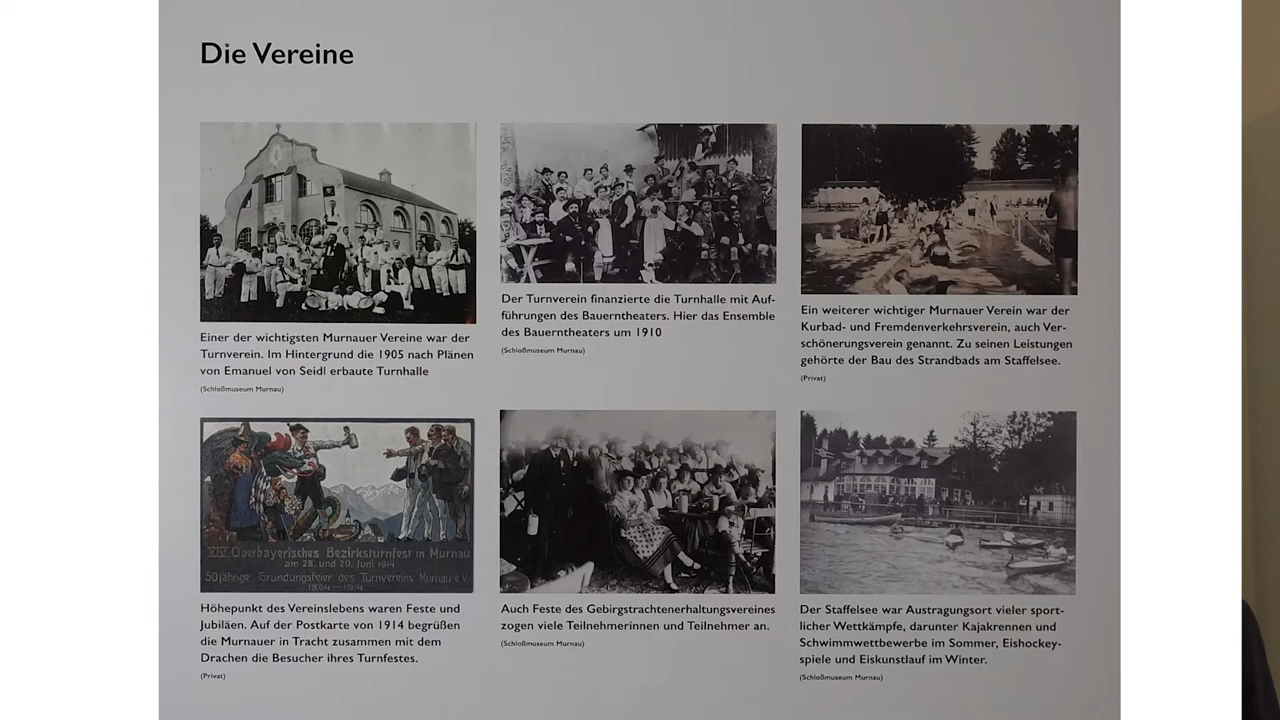 Die Vereine
Einer der wichtigsten Murnauer Vereine war der
Turnverein. Im Hintergrund die 1905 nach Plänen
von Emanuel von Seidl erbaute Turnhalle
(Schloßmuseum Murnau)
Der Turnverein finanzierte die Turnhalle mit Auf-
führungen des Bauerntheaters. Hier das Ensemble
des Bauerntheaters um 1910
(Schloßmuseum Murnau)
Ein weiterer wichtiger Murnauer Verein war der
Kurbad- und Fremdenverkehrsverein, auch Ver-
schönerungsverein genannt. Zu seinen Leistungen
gehörte der Bau des Strandbads am Staffelsee.
(Privat)
XIV. Oberbayerisches Bezirksturnfest in Murnau
am 28. und 29. Juni 1914
50jährige Gründungsfeier des Turnvereins Murnau e.V.
1864-1914
Höhepunkt des Vereinslebens waren Feste und
Jubiläen. Auf der Postkarte von 1914 begrüßen
die Murnauer in Tracht zusammen mit dem
Drachen die Besucher ihres Turnfestes.
(Privat)
Auch Feste des Gebirgstrachtenerhaltungsvereines
zogen viele Teilnehmerinnen und Teilnehmer an.
(Schloßmuseum Murnau)
Der Staffelsee war Austragungsort vieler sport-
licher Wettkämpfe, darunter Kajakrennen und
Schwimmwettbewerbe im Sommer, Eishockey-
spiele und Eiskunstlauf im Winter.
(Schloßmuseum Murnau)